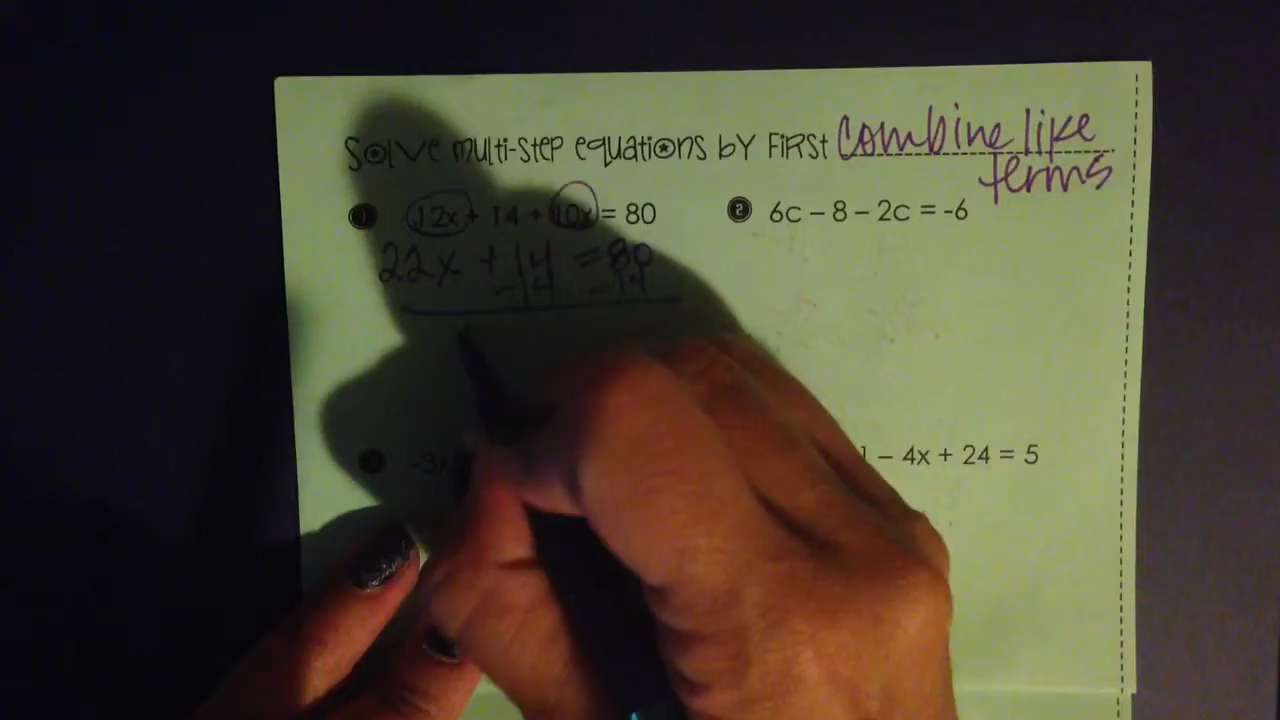 Solve multi-step equations by first combine like terms
1 12x + 14 + 10x = 80
22x + 14 = 80
-14 -14
2 6c – 8 – 2c = -6
-3
– 4x + 24 = 5